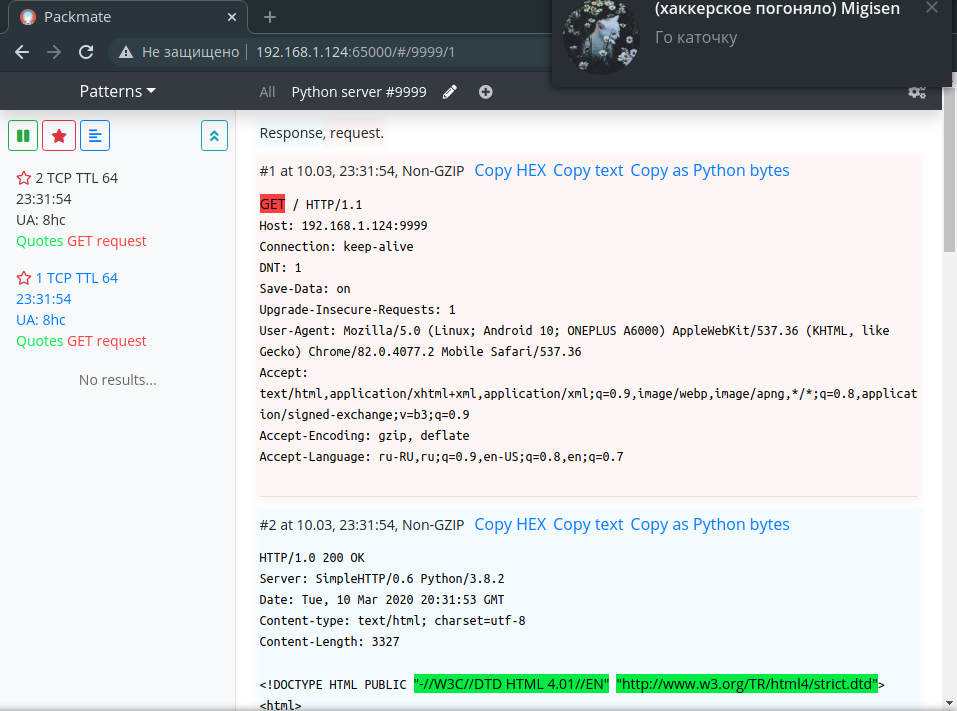 Packmate
(хаккерское погоняло) Migisen
Го каточку
Не защищено
192.168.1.124:65000/#/9999/1
Patterns
All
Python server #9999
2 TCP TTL 64
23:31:54
UA: 8hc
Quotes GET request
1 TCP TTL 64
23:31:54
UA: 8hc
Quotes GET request
No results...
Response, request.
#1 at 10.03, 23:31:54, Non-GZIP Copy HEX Copy text Copy as Python bytes
GET / HTTP/1.1
Host: 192.168.1.124:9999
Connection: keep-alive
DNT: 1
Save-Data: on
Upgrade-Insecure-Requests: 1
User-Agent: Mozilla/5.0 (Linux; Android 10; ONEPLUS A6000) AppleWebKit/537.36 (KHTML, like
Gecko) Chrome/82.0.4077.2 Mobile Safari/537.36
Accept:
text/html,application/xhtml+xml,application/xml;q=0.9,image/webp,image/apng,*/*;q=0.8,applicat
ion/signed-exchange;v=b3;q=0.9
Accept-Encoding: gzip, deflate
Accept-Language: ru-RU,ru;q=0.9,en-US;q=0.8,en;q=0.7
#2 at 10.03, 23:31:54, Non-GZIP Copy HEX Copy text Copy as Python bytes
HTTP/1.0 200 OK
Server: SimpleHTTP/0.6 Python/3.8.2
Date: Tue, 10 Mar 2020 20:31:53 GMT
Content-type: text/html; charset=utf-8
Content-Length: 3327
<!DOCTYPE HTML PUBLIC "-//W3C//DTD HTML 4.01//EN" "http://www.w3.org/TR/html4/strict.dtd">
<html>